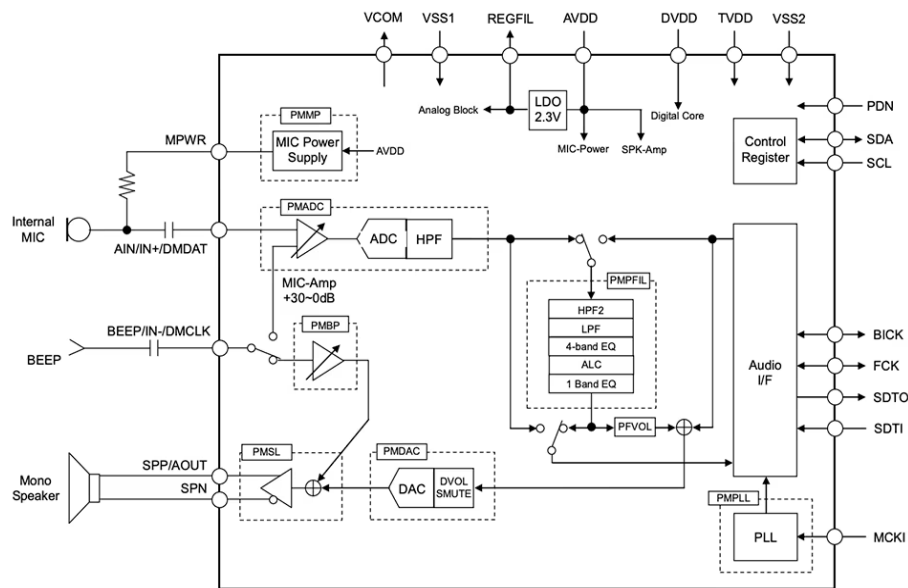 VCOM VSS1 REGFIL AVDD DVDD TVDD VSS2
Analog Block
LDO
2.3V
Digital Core
MIC-Power
SPK-Amp
PDN
SDA
SCL
Control
Register
PMMP
MPWR
MIC Power
Supply
AVDD
Internal
MIC
AIN/IN+/DMDAT
PMADC
ADC
HPF
MIC-Amp
+30~0dB
PMPFIL
HPF2
LPF
4-band EQ
ALC
1 Band EQ
BEEP/IN-/DMCLK
BEEP
PMBP
Audio
I/F
BICK
FCK
SDTO
SDTI
PFVOL
PMSL
PMDAC
SPP/AOUT
SPN
Mono
Speaker
DAC
DVOL
SMUTE
PMPLL
PLL
MCKI